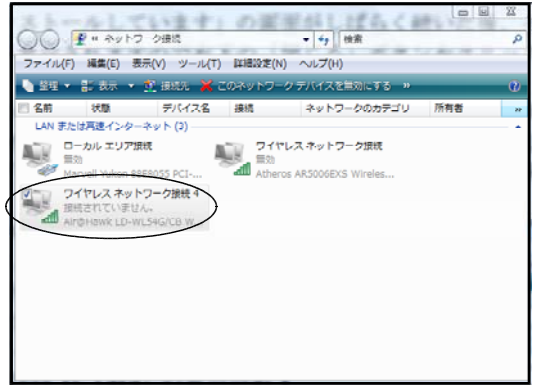 ネットワーク接続
検索
ファイル(F) 編集(E) 表示(V) ツール(T) 詳細設定(N) ヘルプ(H)
整理 表示 接続先 このネットワーク デバイスを無効にする »
名前 状態 デバイス名 接続 ネットワークのカテゴリ 所有者 »
LAN または高速インターネット (3)
ローカル エリア接続
無効
Marvell Yukon 88E8055 PCI-...
ワイヤレス ネットワーク接続
無効
Atheros AR5006EXS Wireles...
ワイヤレス ネットワーク接続 4
接続されていません。
Air@Hawk LD-WL54G/CB W...